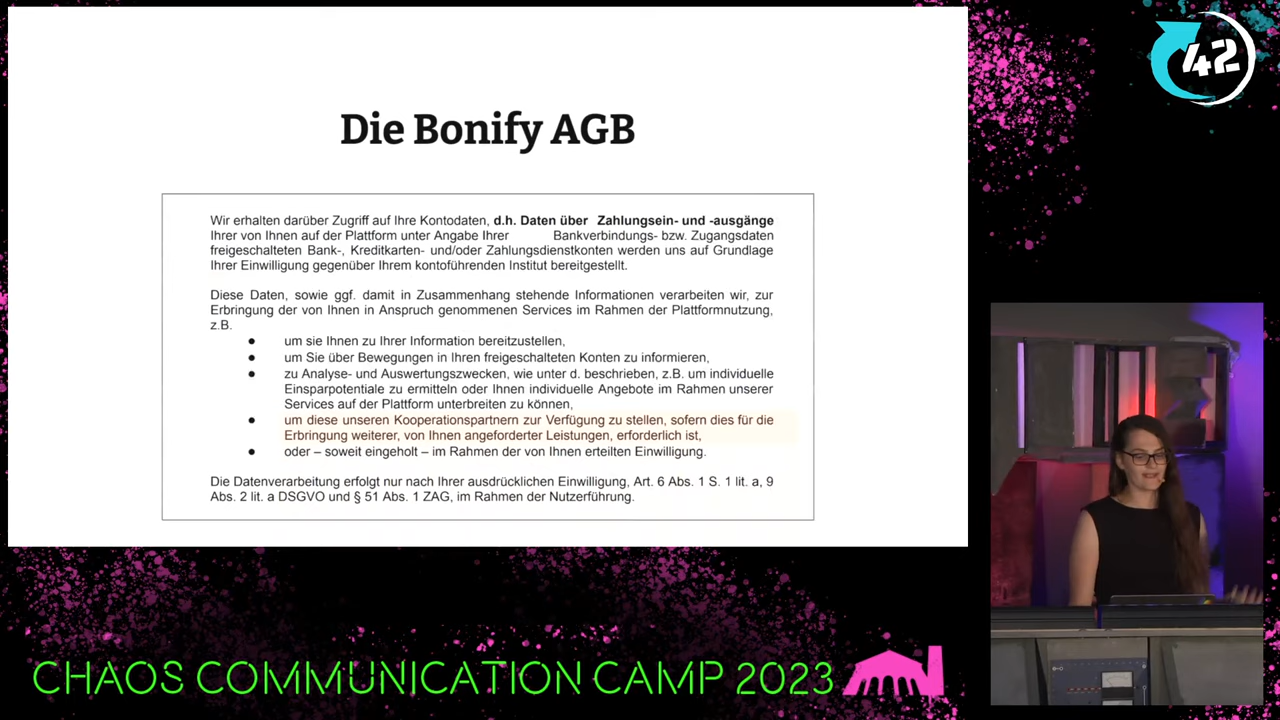 42
Die Bonify AGB
Wir erhalten darüber Zugriff auf Ihre Kontodaten, d.h. Daten über Zahlungsein- und -ausgänge
Ihrer von Ihnen auf der Plattform unter Angabe Ihrer Bankverbindungs- bzw. Zugangsdaten
freigeschalteten Bank-, Kreditkarten- und/oder Zahlungsdienstkonten werden uns auf Grundlage
Ihrer Einwilligung gegenüber Ihrem kontoführenden Institut bereitgestellt.
Diese Daten, sowie ggf. damit in Zusammenhang stehende Informationen verarbeiten wir, zur
Erbringung der von Ihnen in Anspruch genommenen Services im Rahmen der Plattformnutzung,
z.B.
● um sie Ihnen zu Ihrer Information bereitzustellen,
● um Sie über Bewegungen in Ihren freigeschalteten Konten zu informieren,
● zu Analyse- und Auswertungszwecken, wie unter d. beschrieben, z.B. um individuelle
Einsparpotentiale zu ermitteln oder Ihnen individuelle Angebote im Rahmen unserer
Services auf der Plattform unterbreiten zu können,
● um diese unseren Kooperationspartnern zur Verfügung zu stellen, sofern dies für die
Erbringung weiterer, von Ihnen angeforderter Leistungen, erforderlich ist,
● oder – soweit eingeholt – im Rahmen der von Ihnen erteilten Einwilligung.
Die Datenverarbeitung erfolgt nur nach Ihrer ausdrücklichen Einwilligung, Art. 6 Abs. 1 S. 1 lit. a, 9
Abs. 2 lit. a DSGVO und § 51 Abs. 1 ZAG, im Rahmen der Nutzerführung.
CHAOS COMMUNICATION CAMP 2023